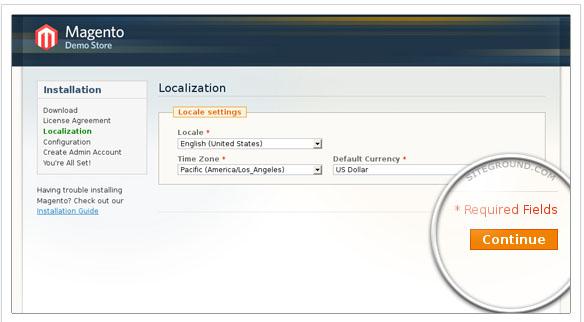 Magento
Demo Store
Installation
Download
License Agreement
Localization
Configuration
Create Admin Account
You're All Set!
Having trouble installing
Magento? Check out our
Installation Guide
Localization
Locale settings
Locale *
English (United States)
Time Zone *
Default Currency *
Pacific (America/Los_Angeles)
US Dollar
SITEGROUND.COM
* Required Fields
Continue